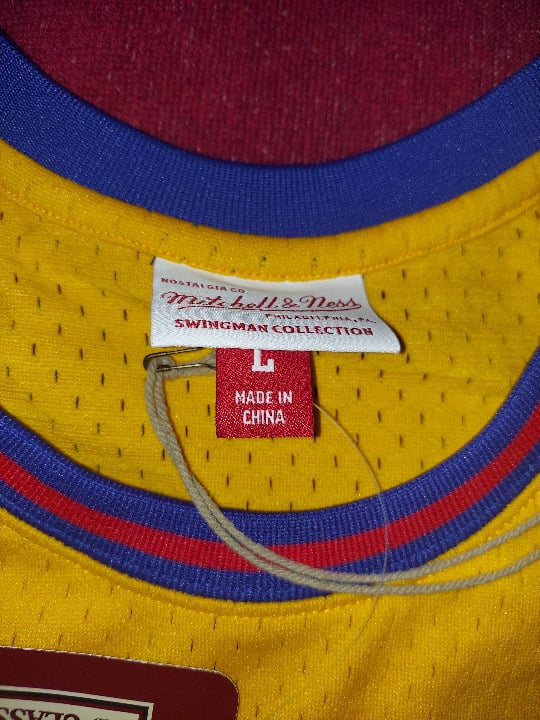 NOSTALGIA CO.
Mitchell & Ness
PHILADELPHIA, PA.
SWINGMAN COLLECTION
L
MADE IN
CHINA